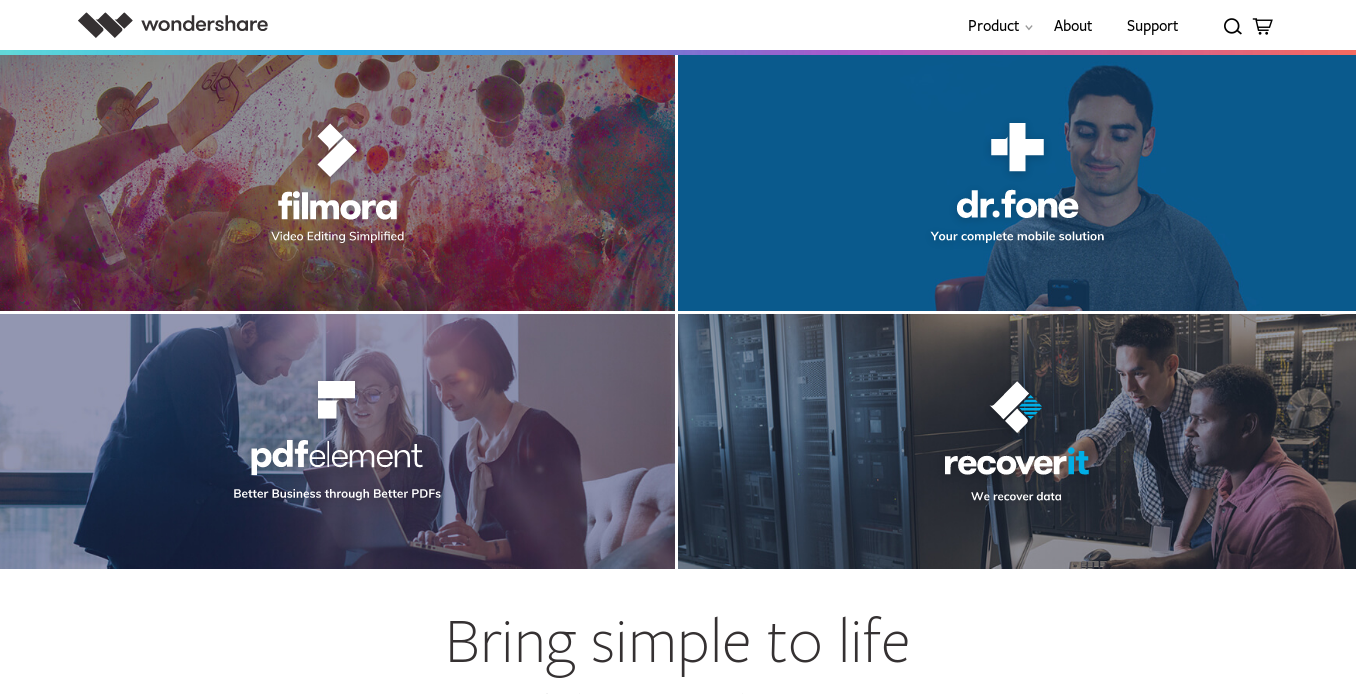 wondershare
Product
About
Support
filmora
Video Editing Simplified
dr.fone
Your complete mobile solution
pdfelement
Better Business through Better PDFs
recoverit
We recover data
Bring simple to life